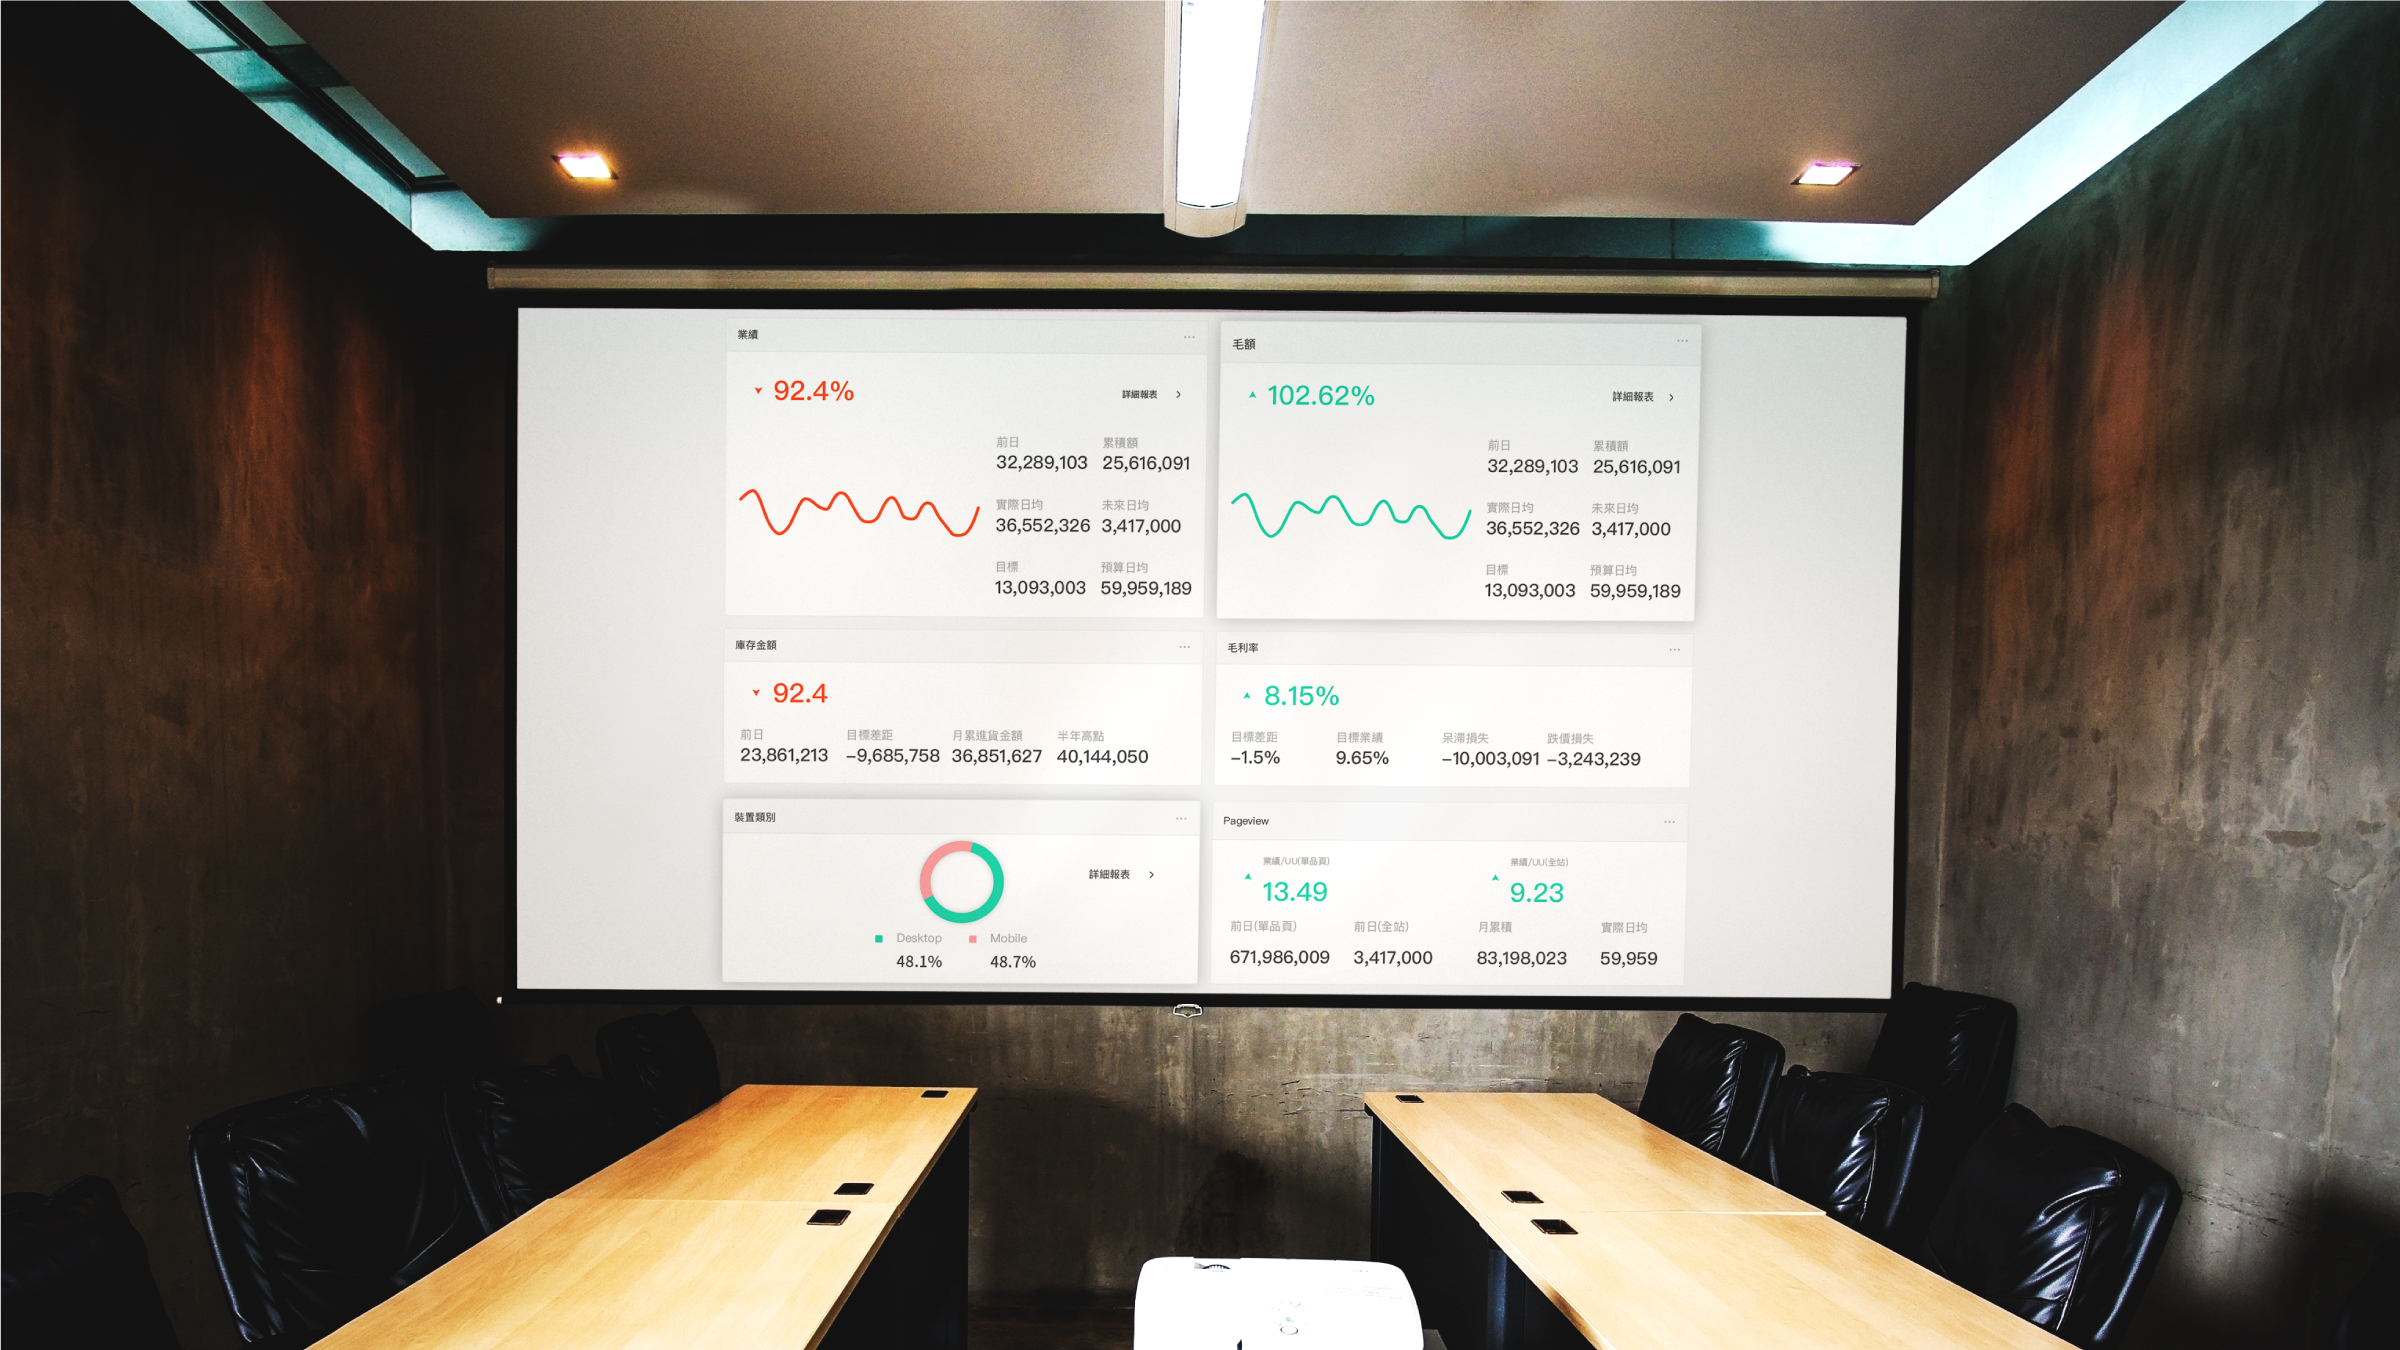 業績
92.4%
詳細報表
前日 累積額
32,289,103 25,616,091
實際日均 未來日均
36,552,326 3,417,000
目標 預算日均
13,093,003 59,959,189
毛額
102.62%
詳細報表
前日 累積額
32,289,103 25,616,091
實際日均 未來日均
36,552,326 3,417,000
目標 預算日均
13,093,003 59,959,189
庫存金額
92.4
前日 目標差距 月累進貨金額 半年高點
23,861,213 −9,685,758 36,851,627 40,144,050
毛利率
8.15%
目標差距 目標業績 呆滯損失 跌價損失
−1.5% 9.65% −10,003,091 −3,243,239
裝置類別
詳細報表
Desktop Mobile
48.1% 48.7%
Pageview
業績/UU(單品頁) 業績/UU(全站)
13.49 9.23
前日(單品頁) 前日(全站) 月累積 實際日均
671,986,009 3,417,000 83,198,023 59,959